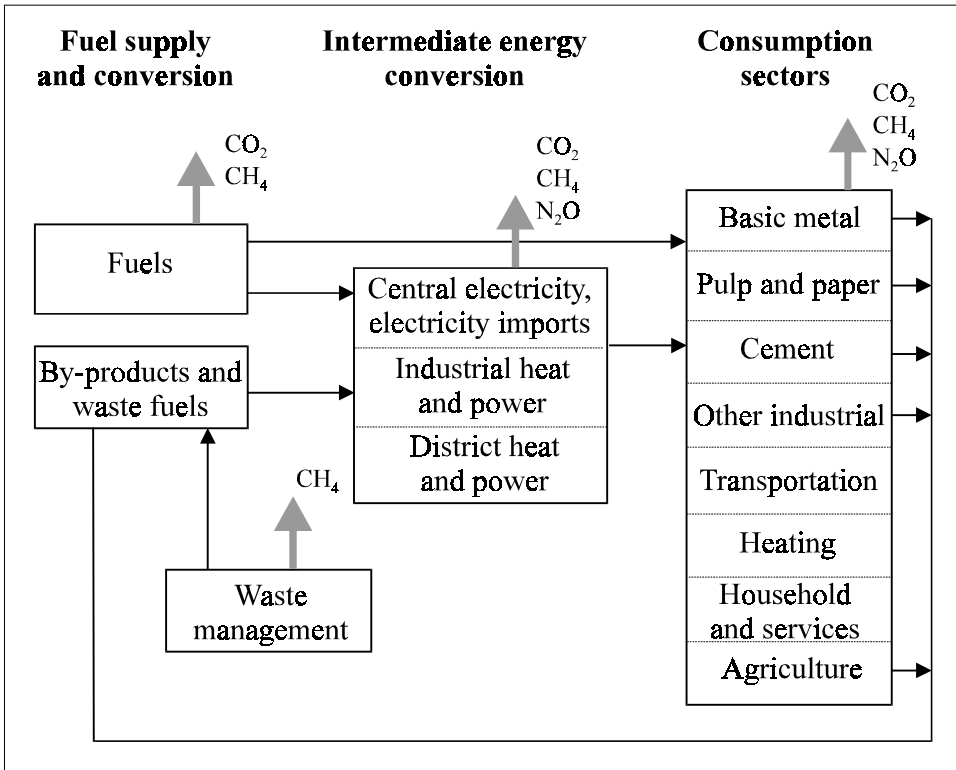 Fuel supply
and conversion
Intermediate energy
conversion
Consumption
sectors
CO₂
CH₄
CO₂
CH₄
N₂O
CO₂
CH₄
N₂O
Fuels
By-products and
waste fuels
CH₄
Waste
management
Central electricity,
electricity imports
Industrial heat
and power
District heat
and power
Basic metal
Pulp and paper
Cement
Other industrial
Transportation
Heating
Household
and services
Agriculture